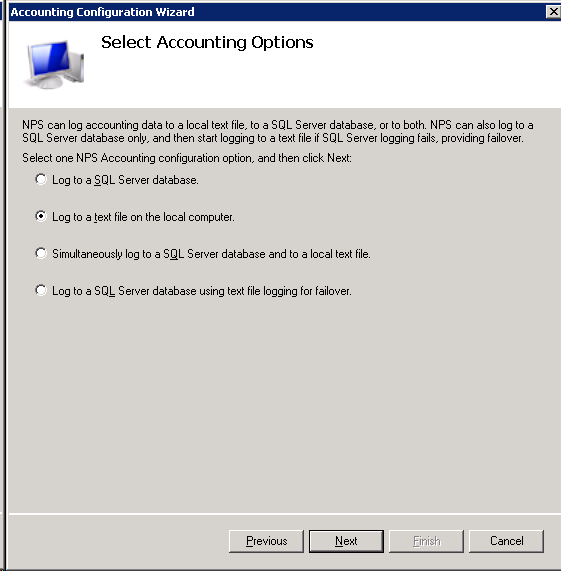 Accounting Configuration Wizard
Select Accounting Options
NPS can log accounting data to a local text file, to a SQL Server database, or to both. NPS can also log to a
SQL Server database only, and then start logging to a text file if SQL Server logging fails, providing failover.
Select one NPS Accounting configuration option, and then click Next:
Log to a SQL Server database.
Log to a text file on the local computer.
Simultaneously log to a SQL Server database and to a local text file.
Log to a SQL Server database using text file logging for failover.
Previous Next Finish Cancel